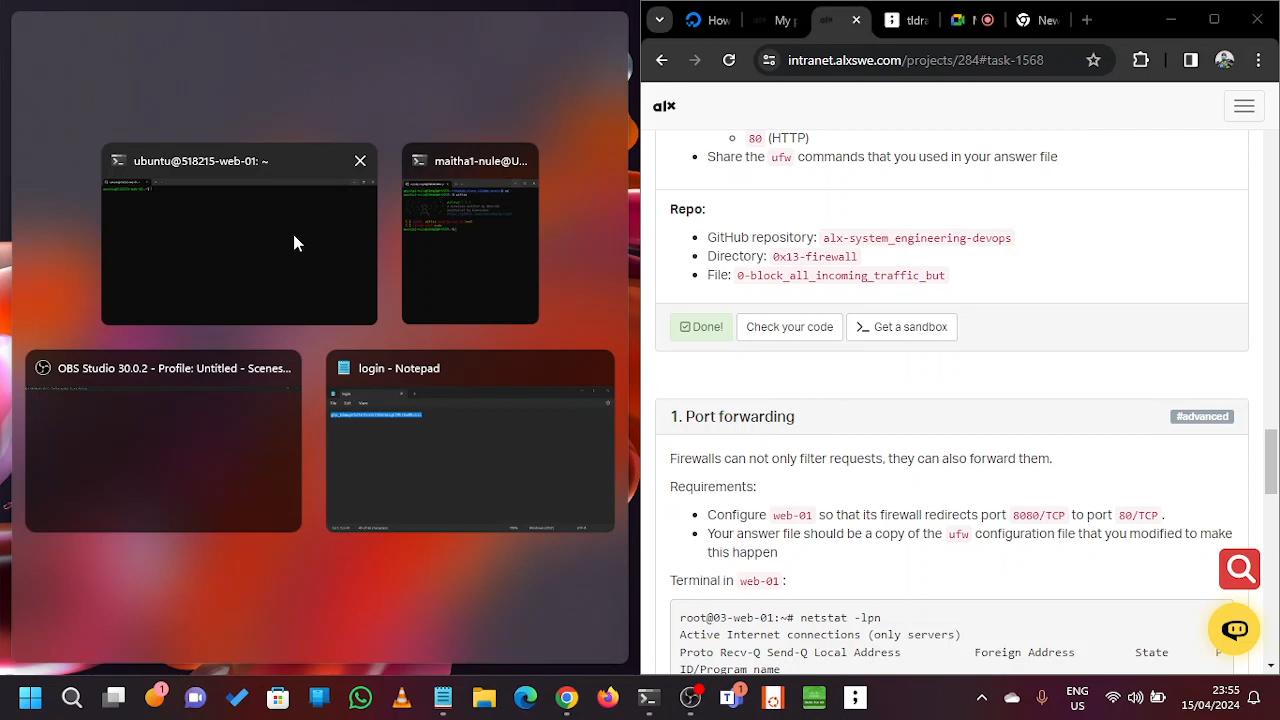 ubuntu@518215-web-01: ~
maitha1-nule@U...
OBS Studio 30.0.2 - Profile: Untitled - Scenes...
login - Notepad
login
File Edit View
How
My
tldra
New
intranet.alxswe.com/projects/284#task-1568
alx
80 (HTTP)
Share the ufw commands that you used in your answer file
Repo:
GitHub repository: alx-system_engineering-devops
Directory: 0x13-firewall
File: 0-block_all_incoming_traffic_but
Done!
Check your code
Get a sandbox
1. Port forwarding
#advanced
Firewalls can not only filter requests, they can also forward them.
Requirements:
Configure web-01 so that its firewall redirects port 8080/TCP to port 80/TCP.
Your answer file should be a copy of the ufw configuration file that you modified to make
this happen
Terminal in web-01:
root@03-web-01:~# netstat -lpn
Active Internet connections (only servers)
Proto Recv-Q Send-Q Local Address Foreign Address State P
ID/Program name
1
1
US